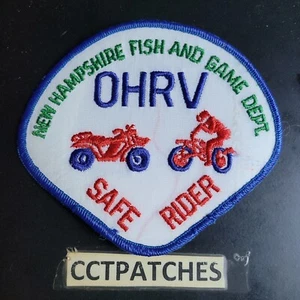 NEW HAMPSHIRE FISH AND GAME DEPT.
OHRV
SAFE RIDER
CCTPATCHES